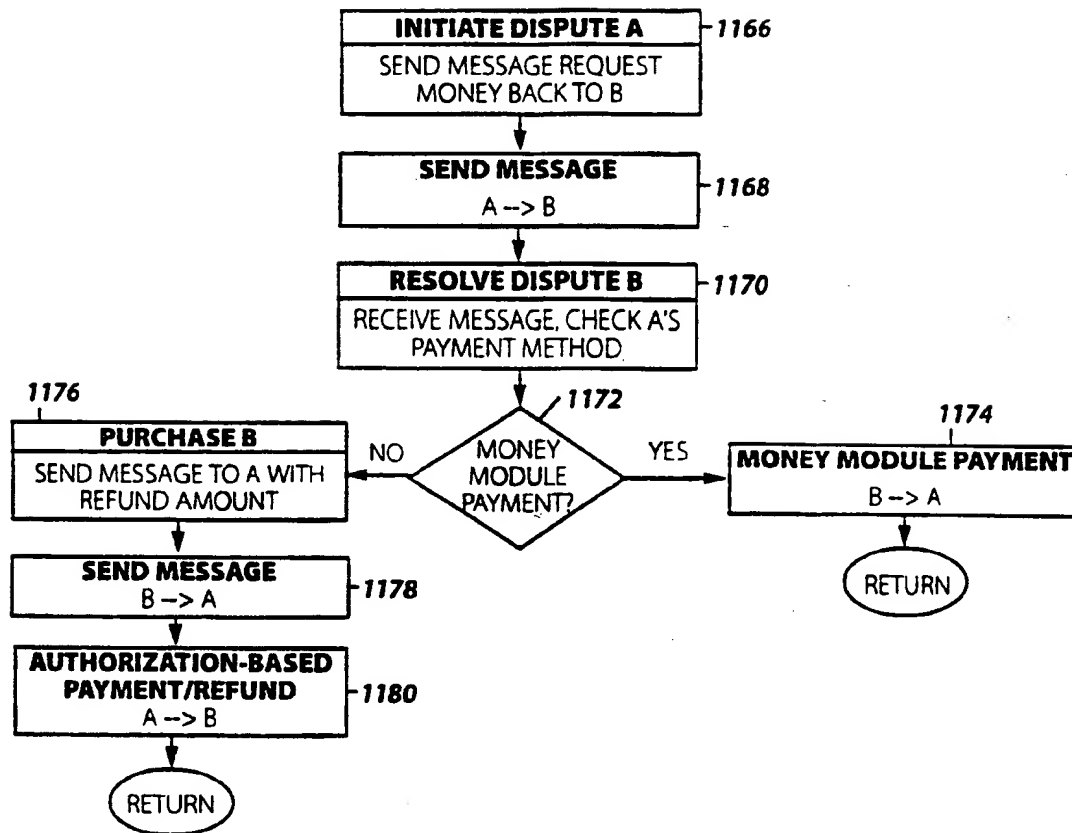 INITIATE DISPUTE A
1166
SEND MESSAGE REQUEST
MONEY BACK TO B
SEND MESSAGE
1168
A --> B
RESOLVE DISPUTE B
1170
RECEIVE MESSAGE, CHECK A'S
PAYMENT METHOD
1172
MONEY
MODULE
PAYMENT?
NO
YES
1176
PURCHASE B
SEND MESSAGE TO A WITH
REFUND AMOUNT
1174
MONEY MODULE PAYMENT
B --> A
RETURN
SEND MESSAGE
1178
B --> A
AUTHORIZATION-BASED
PAYMENT/REFUND
1180
A --> B
RETURN